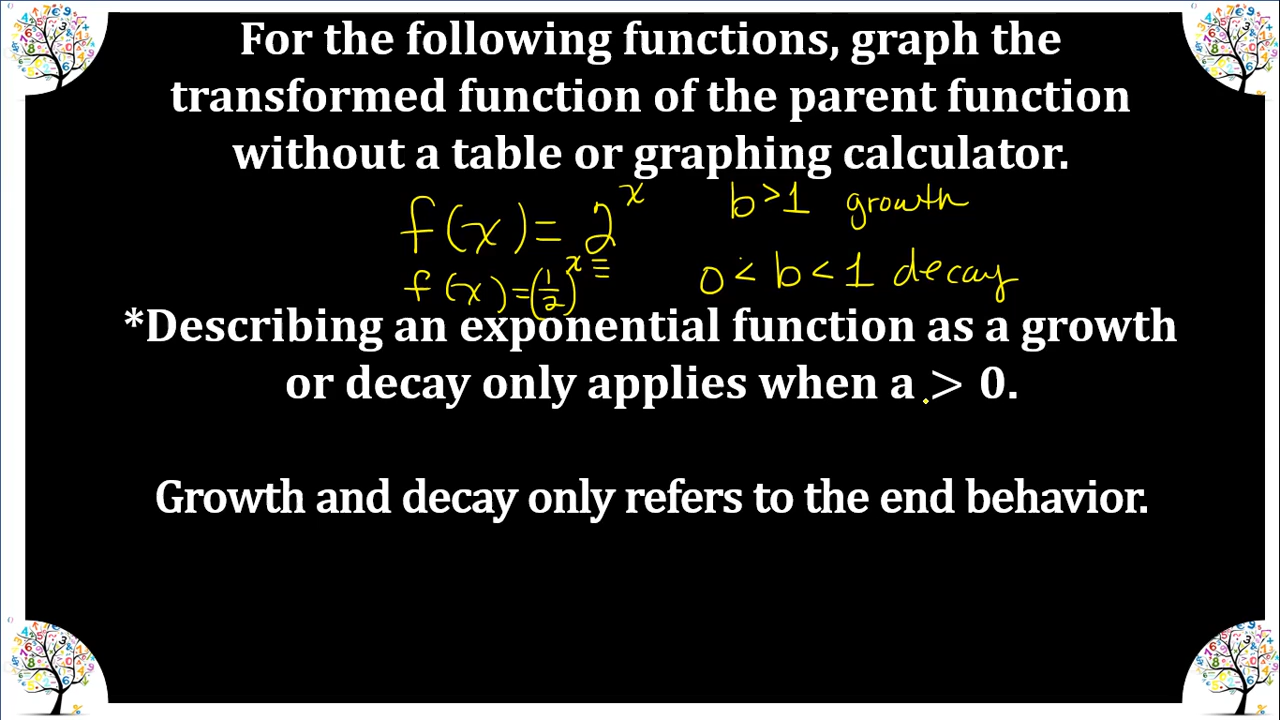 For the following functions, graph the
transformed function of the parent function
without a table or graphing calculator.
f(x) = 2^x b > 1 growth
f(x) = (1/2)^x 0 < b < 1 decay
*Describing an exponential function as a growth
or decay only applies when a > 0.
Growth and decay only refers to the end behavior.